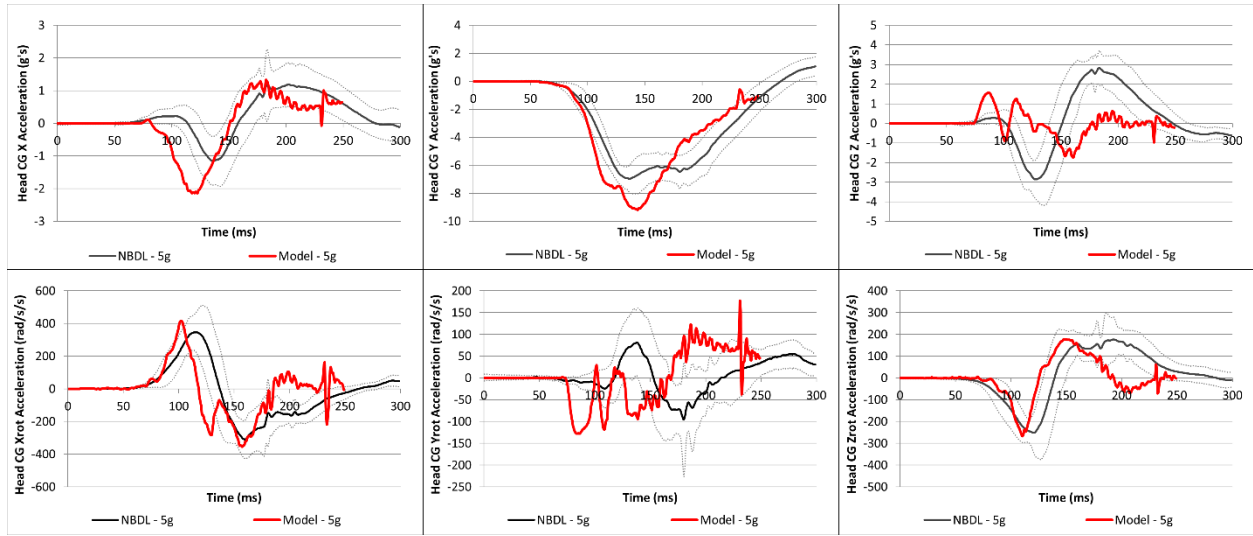 Head CG X Acceleration (g's)
3
2
1
0
-1
-2
-3
0 50 100 150 200 250 300
Time (ms)
NBDL - 5g Model - 5g
Head CG Y Acceleration (g's)
4
2
0
-2
-4
-6
-8
-10
0 50 100 150 200 250 300
Time (ms)
NBDL - 5g Model - 5g
Head CG Z Acceleration (g's)
5
4
3
2
1
0
-1
-2
-3
-4
-5
0 50 100 150 200 250 300
Time (ms)
NBDL - 5g Model - 5g
Head CG Xrot Acceleration (rad/s/s)
600
400
200
0
-200
-400
-600
0 50 100 150 200 250 300
Time (ms)
NBDL - 5g Model - 5g
Head CG Yrot Acceleration (rad/s/s)
200
150
100
50
0
-50
-100
-150
-200
-250
0 50 100 150 200 250 300
Time (ms)
NBDL - 5g Model - 5g
Head CG Zrot Acceleration (rad/s/s)
400
300
200
100
0
-100
-200
-300
-400
-500
0 50 100 150 200 250 300
Time (ms)
NBDL - 5g Model - 5g